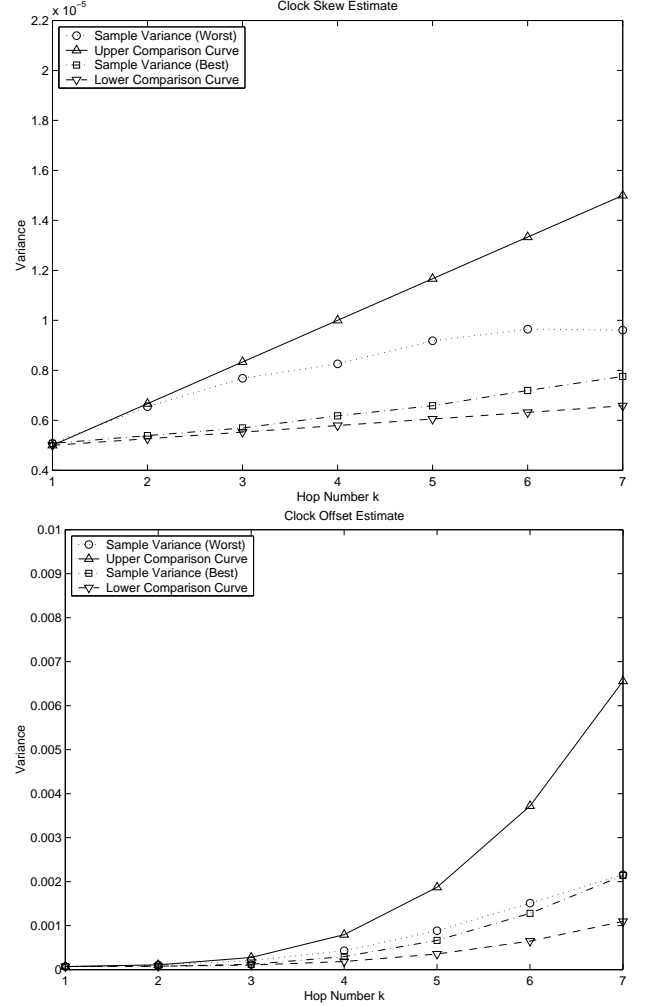 Clock Skew Estimate
x 10⁻⁵
2.2
2
1.8
1.6
1.4
1.2
1
0.8
0.6
0.4
Variance
Sample Variance (Worst)
Upper Comparison Curve
Sample Variance (Best)
Lower Comparison Curve
1 2 3 4 5 6 7
Hop Number k
Clock Offset Estimate
0.01
0.009
0.008
0.007
0.006
0.005
0.004
0.003
0.002
0.001
0
Variance
Sample Variance (Worst)
Upper Comparison Curve
Sample Variance (Best)
Lower Comparison Curve
1 2 3 4 5 6 7
Hop Number k